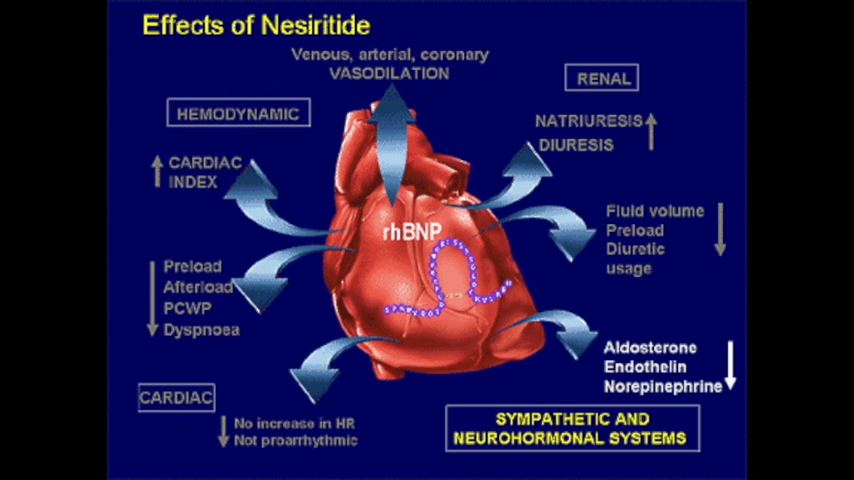 Effects of Nesiritide
Venous, arterial, coronary
VASODILATION
RENAL
HEMODYNAMIC
NATRIURESIS
DIURESIS
CARDIAC
INDEX
Fluid volume
Preload
Diuretic
usage
rhBNP
Preload
Afterload
PCWP
Dyspnoea
Aldosterone
Endothelin
Norepinephrine
CARDIAC
No increase in HR
Not proarrhythmic
SYMPATHETIC AND
NEUROHORMONAL SYSTEMS